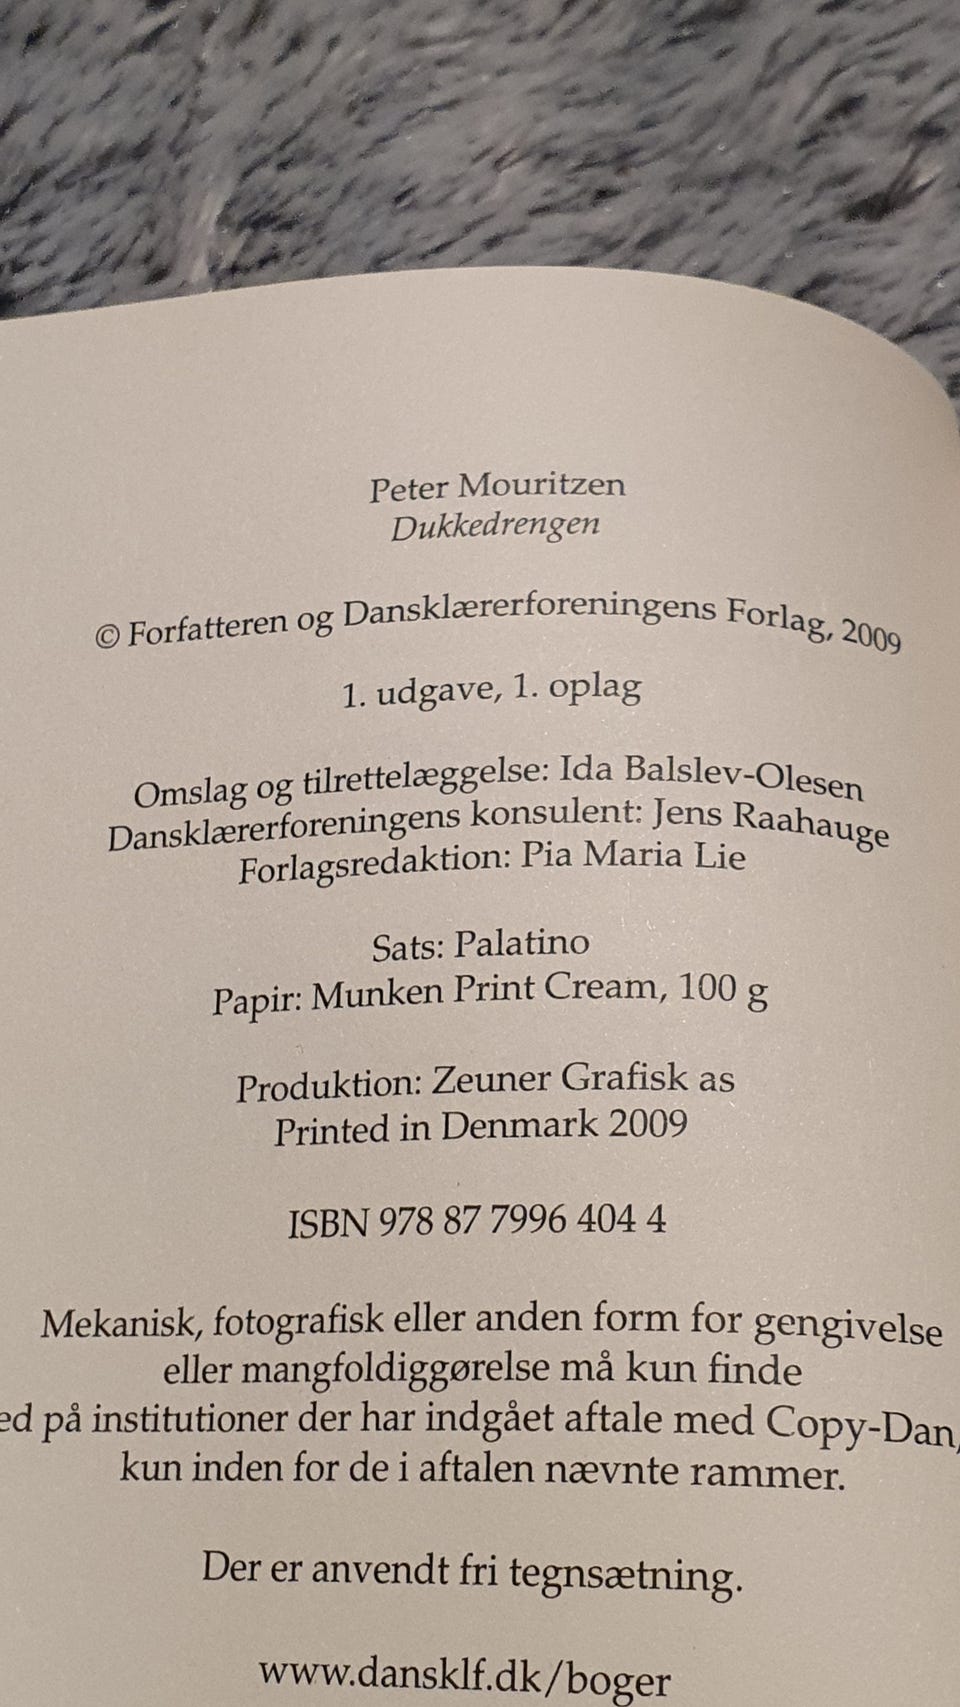 Peter Mouritzen
Dukkedrengen
© Forfatteren og Dansklærerforeningens Forlag, 2009
1. udgave, 1. oplag
Omslag og tilrettelæggelse: Ida Balslev-Olesen
Dansklærerforeningens konsulent: Jens Raahauge
Forlagsredaktion: Pia Maria Lie
Sats: Palatino
Papir: Munken Print Cream, 100 g
Produktion: Zeuner Grafisk as
Printed in Denmark 2009
ISBN 978 87 7996 404 4
Mekanisk, fotografisk eller anden form for gengivelse
eller mangfoldiggørelse må kun finde
på institutioner der har indgået aftale med Copy-Dan,
kun inden for de i aftalen nævnte rammer.
Der er anvendt fri tegnsætning.
www.dansklf.dk/boger